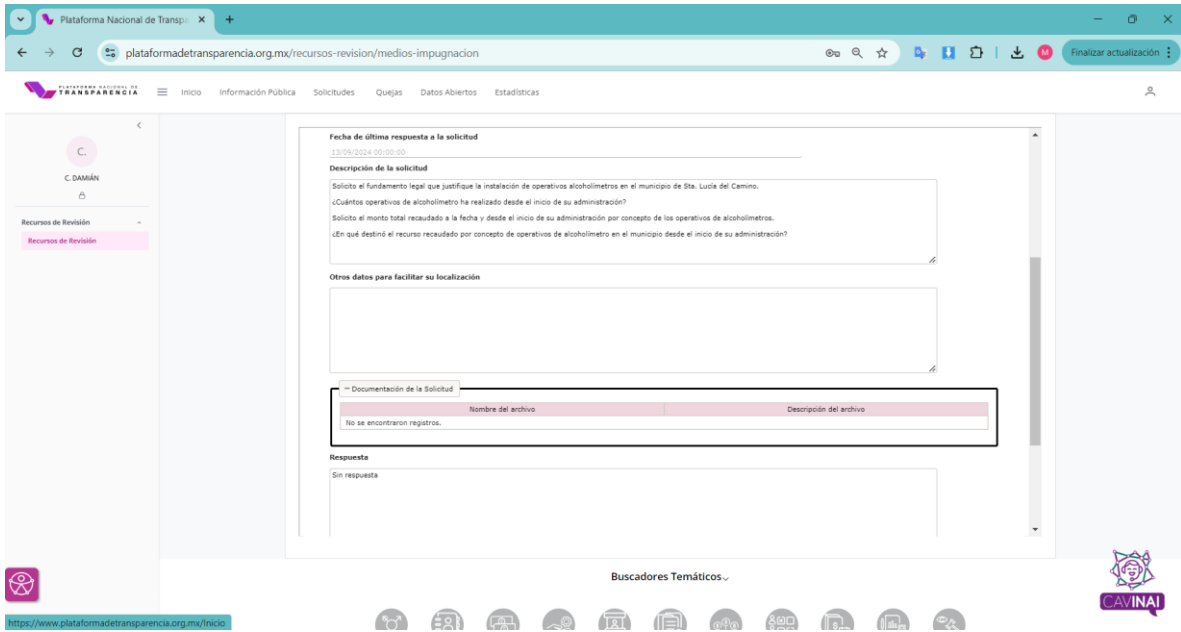 Plataforma Nacional de Transpa
plataformadetransparencia.org.mx/recursos-revision/medios-impugnacion
M
Finalizar actualización
PLATAFORMA NACIONAL DE
TRANSPARENCIA
Inicio Información Pública Solicitudes Quejas Datos Abiertos Estadísticas
C.
C. DAMIÁN
Recursos de Revisión
Recursos de Revisión
Fecha de última respuesta a la solicitud
13/09/2024 00:00:00
Descripción de la solicitud
Solicito el fundamento legal que justifique la instalación de operativos alcoholímetros en el municipio de Sta. Lucía del Camino.
¿Cuántos operativos de alcoholímetro ha realizado desde el inicio de su administración?
Solicito el monto total recaudado a la fecha y desde el inicio de su administración por concepto de los operativos de alcoholímetros.
¿En qué destinó el recurso recaudado por concepto de operativos de alcoholímetro en el municipio desde el inicio de su administración?
Otros datos para facilitar su localización
Documentación de la Solicitud
Nombre del archivo Descripción del archivo
No se encontraron registros.
Respuesta
Sin respuesta
Buscadores Temáticos
CAVINAI
https://www.plataformadetransparencia.org.mx/Inicio